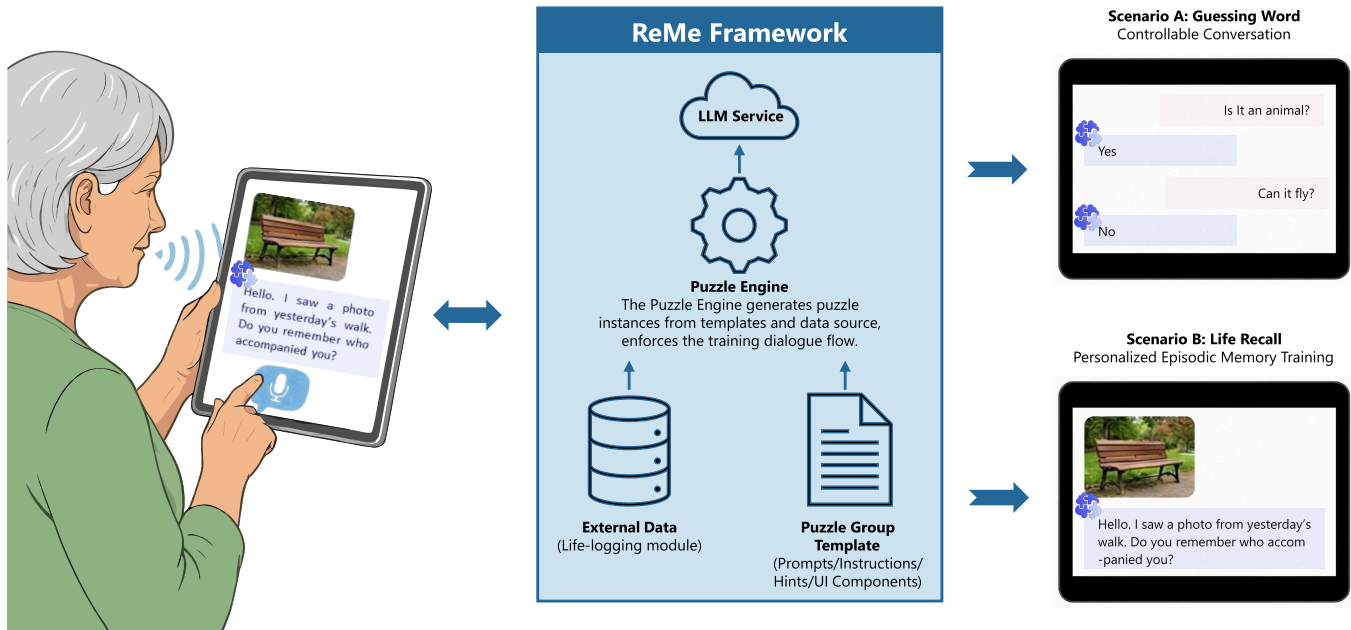 Hello. I saw a photo
from yesterday's walk.
Do you remember who
accompanied you?
ReMe Framework
LLM Service
Puzzle Engine
The Puzzle Engine generates puzzle
instances from templates and data source,
enforces the training dialogue flow.
External Data
(Life-logging module)
Puzzle Group
Template
(Prompts/Instructions/
Hints/UI Components)
Scenario A: Guessing Word
Controllable Conversation
Is It an animal?
Yes
Can it fly?
No
Scenario B: Life Recall
Personalized Episodic Memory Training
Hello. I saw a photo from yesterday's
walk. Do you remember who accom
-panied you?